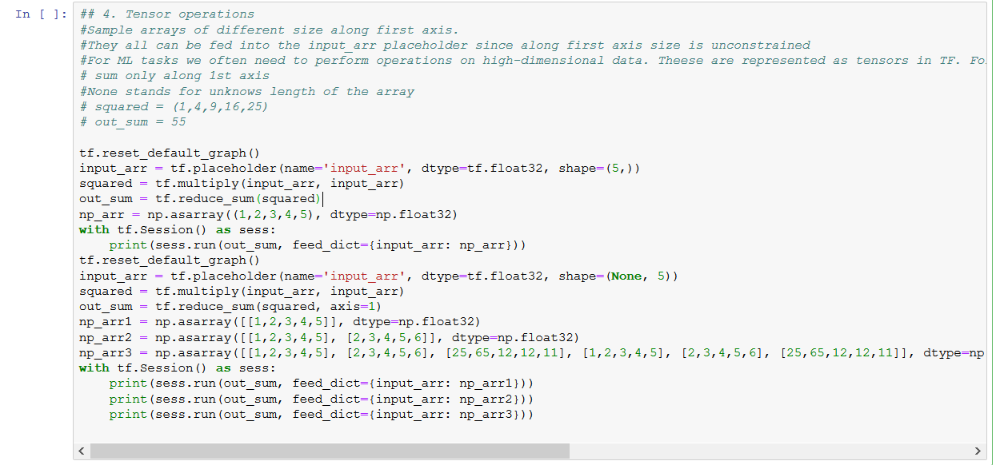 In [ ]:
## 4. Tensor operations
#Sample arrays of different size along first axis.
#They all can be fed into the input_arr placeholder since along first axis size is unconstrained
#For ML tasks we often need to perform operations on high-dimensional data. Theese are represented as tensors in TF. Fo
# sum only along 1st axis
#None stands for unknows length of the array
# squared = (1,4,9,16,25)
# out_sum = 55
tf.reset_default_graph()
input_arr = tf.placeholder(name='input_arr', dtype=tf.float32, shape=(5,))
squared = tf.multiply(input_arr, input_arr)
out_sum = tf.reduce_sum(squared)
np_arr = np.asarray((1,2,3,4,5), dtype=np.float32)
with tf.Session() as sess:
    print(sess.run(out_sum, feed_dict={input_arr: np_arr}))
tf.reset_default_graph()
input_arr = tf.placeholder(name='input_arr', dtype=tf.float32, shape=(None, 5))
squared = tf.multiply(input_arr, input_arr)
out_sum = tf.reduce_sum(squared, axis=1)
np_arr1 = np.asarray([[1,2,3,4,5]], dtype=np.float32)
np_arr2 = np.asarray([[1,2,3,4,5], [2,3,4,5,6]], dtype=np.float32)
np_arr3 = np.asarray([[1,2,3,4,5], [2,3,4,5,6], [25,65,12,12,11], [1,2,3,4,5], [2,3,4,5,6], [25,65,12,12,11]], dtype=np
with tf.Session() as sess:
    print(sess.run(out_sum, feed_dict={input_arr: np_arr1}))
    print(sess.run(out_sum, feed_dict={input_arr: np_arr2}))
    print(sess.run(out_sum, feed_dict={input_arr: np_arr3}))